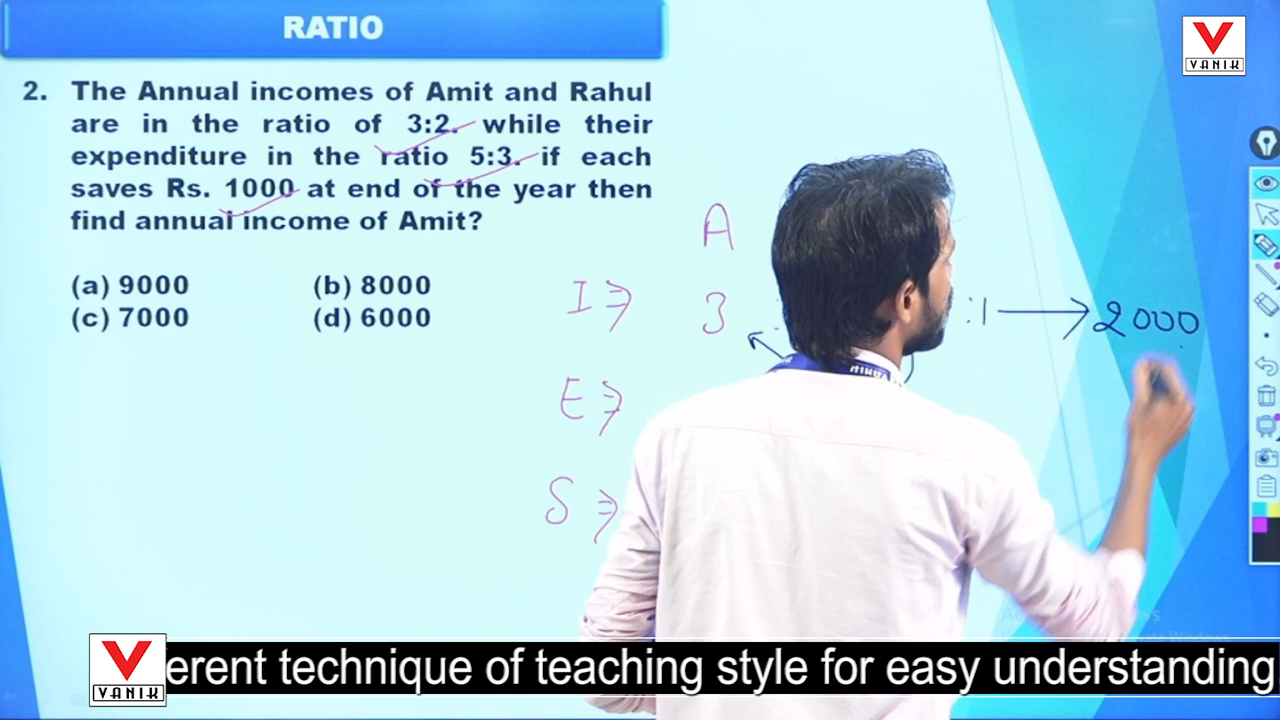 RATIO
VANIK
2. The Annual incomes of Amit and Rahul
are in the ratio of 3:2. while their
expenditure in the ratio 5:3. if each
saves Rs. 1000 at end of the year then
find annual income of Amit?
(a) 9000 (b) 8000
(c) 7000 (d) 6000
A
I ⇒ 3 :1 → 2000
E ⇒
S ⇒
VANIK
erent technique of teaching style for easy understanding.